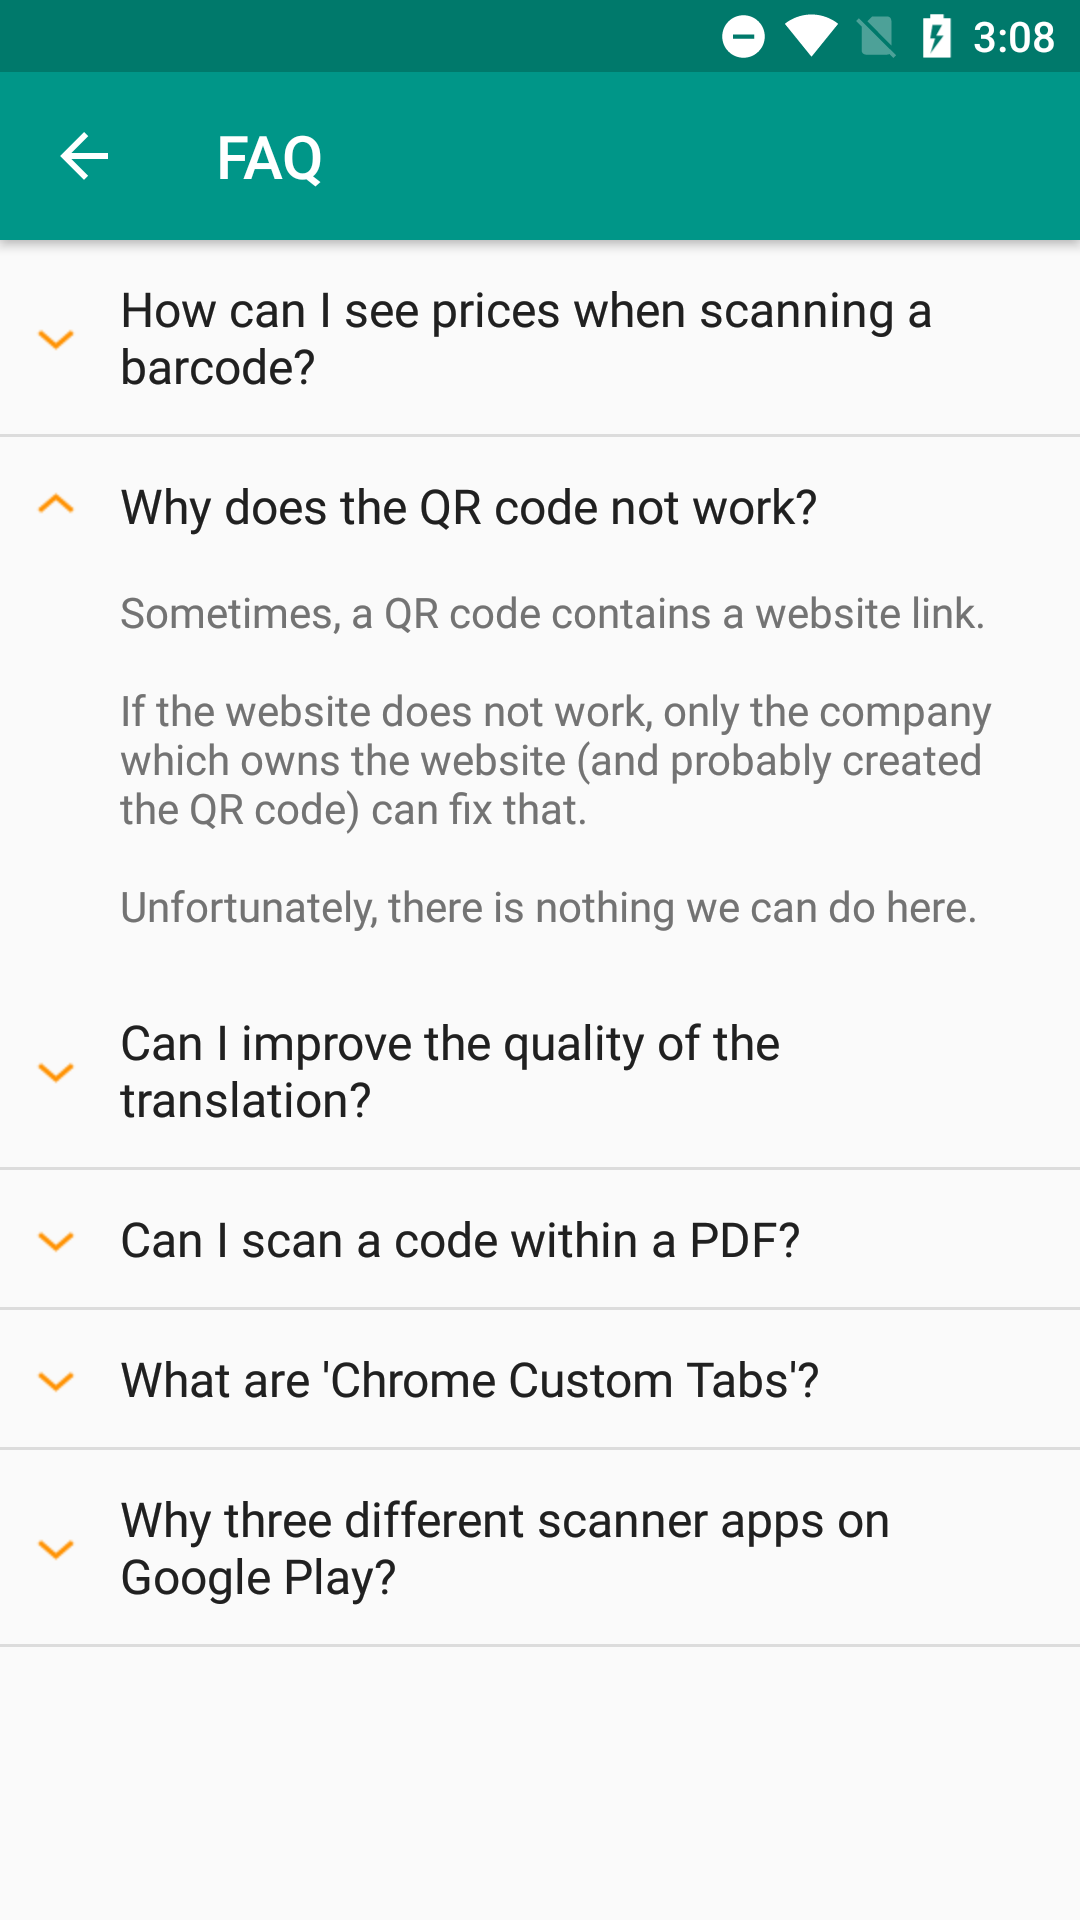 3:08
FAQ
How can I see prices when scanning a
barcode?
Why does the QR code not work?
Sometimes, a QR code contains a website link.
If the website does not work, only the company
which owns the website (and probably created
the QR code) can fix that.
Unfortunately, there is nothing we can do here.
Can I improve the quality of the
translation?
Can I scan a code within a PDF?
What are 'Chrome Custom Tabs'?
Why three different scanner apps on
Google Play?